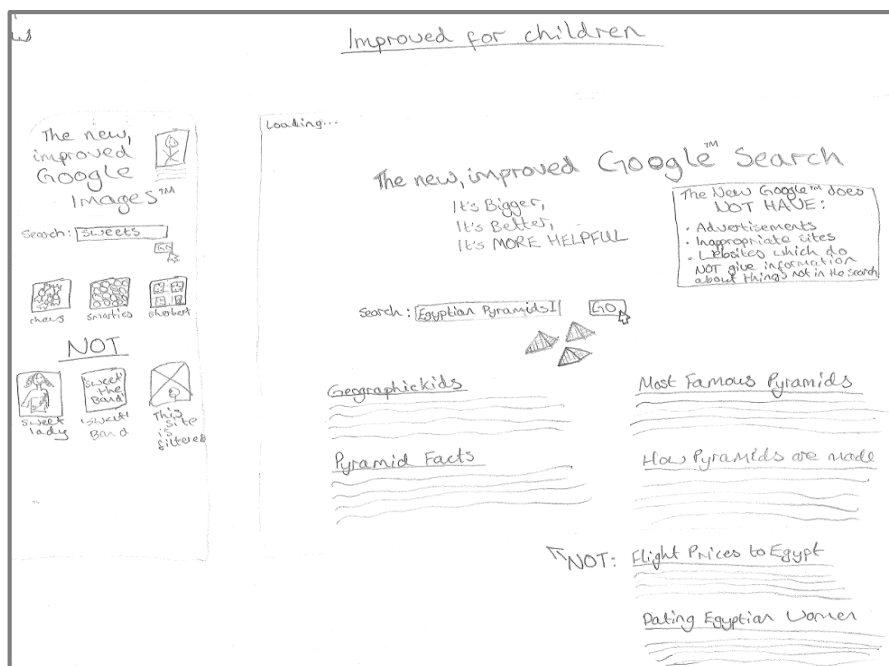 Improved for children
The new,
improved
Google
Images™
Search: Sweets
GO
chews smarties sherbert
NOT
Sweet
lady
Sweet
the
Band
'Sweet'
Band
This
site
is
filtered
Loading...
The new, improved Google™ Search
It's Bigger,
It's Better,
It's MORE HELPFUL
The New Google™ does
NOT HAVE:
• Advertisements
• Inappropriate sites
• Websites which do
NOT give information
about things not in the search
Search: Egyptian Pyramids GO
Geographickids
Pyramid Facts
Most Famous Pyramids
How Pyramids are made
NOT: Flight Prices to Egypt
Dating Egyptian Women